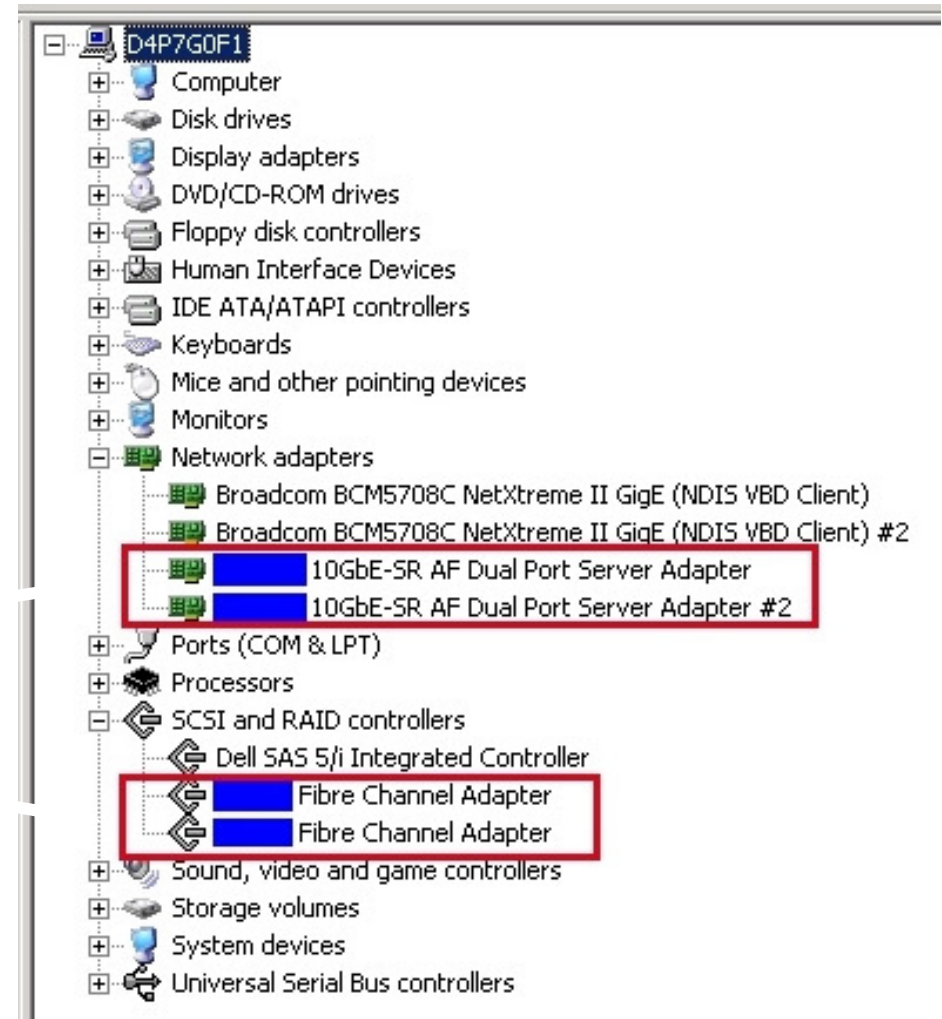 D4P7G0F1
Computer
Disk drives
Display adapters
DVD/CD-ROM drives
Floppy disk controllers
Human Interface Devices
IDE ATA/ATAPI controllers
Keyboards
Mice and other pointing devices
Monitors
Network adapters
Broadcom BCM5708C NetXtreme II GigE (NDIS VBD Client)
Broadcom BCM5708C NetXtreme II GigE (NDIS VBD Client) #2
10GbE-SR AF Dual Port Server Adapter
10GbE-SR AF Dual Port Server Adapter #2
Ports (COM & LPT)
Processors
SCSI and RAID controllers
Dell SAS 5/i Integrated Controller
Fibre Channel Adapter
Fibre Channel Adapter
Sound, video and game controllers
Storage volumes
System devices
Universal Serial Bus controllers